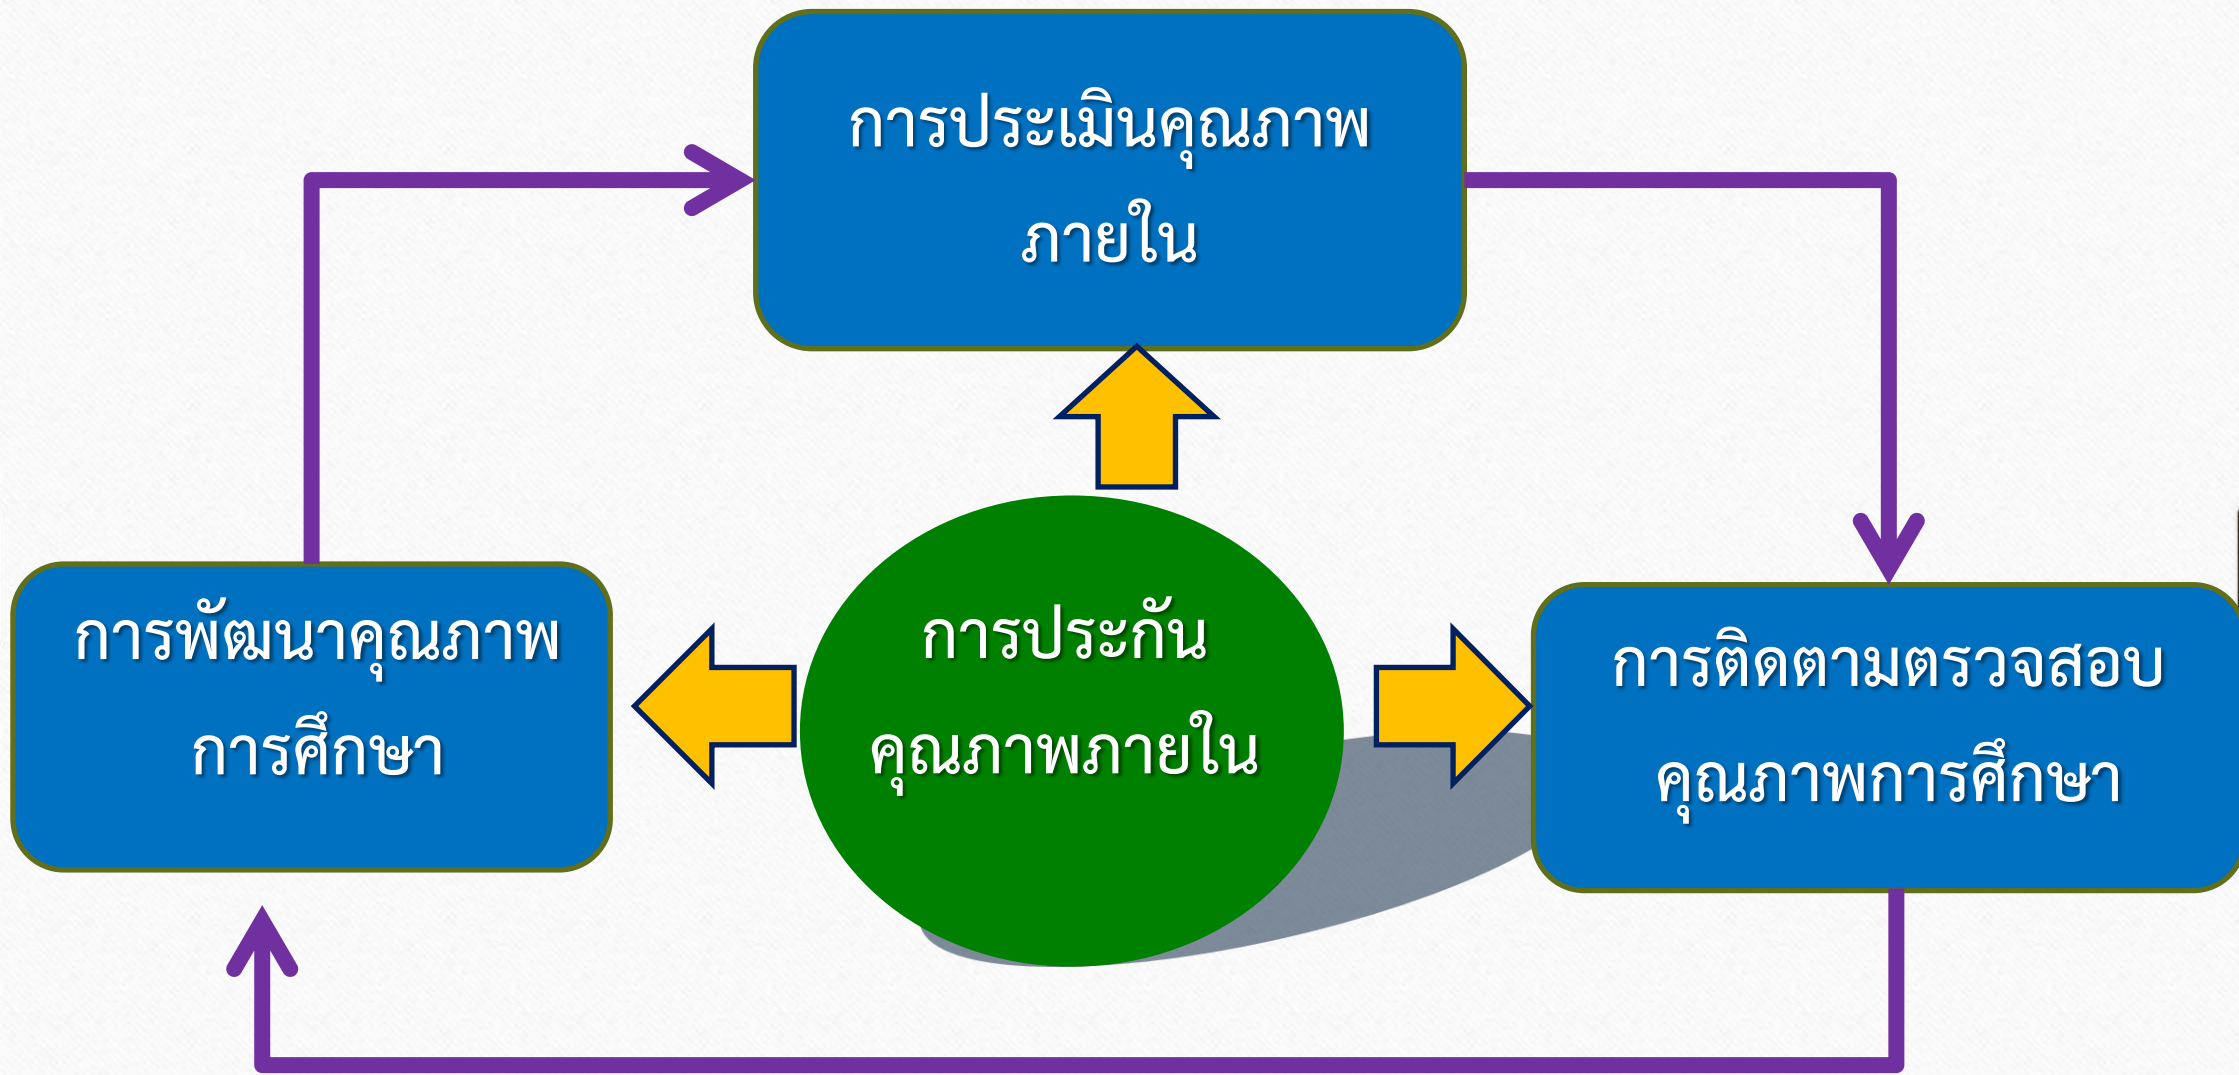 การประเมินคุณภาพ
ภายใน
การพัฒนาคุณภาพ
การศึกษา
การประกัน
คุณภาพภายใน
การติดตามตรวจสอบ
คุณภาพการศึกษา